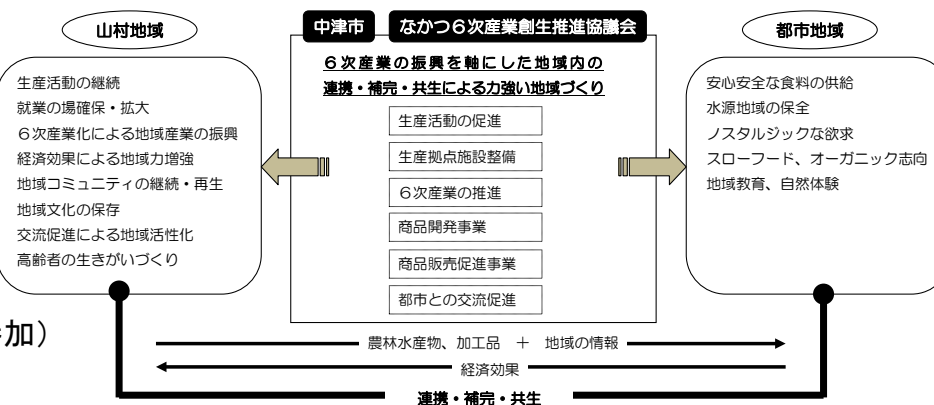 山村地域
生産活動の継続
就業の場確保・拡大
６次産業化による地域産業の振興
経済効果による地域力増強
地域コミュニティの継続・再生
地域文化の保存
交流促進による地域活性化
高齢者の生きがいづくり
中津市　なかつ６次産業創生推進協議会
６次産業の振興を軸にした地域内の
連携・補完・共生による力強い地域づくり
生産活動の促進
生産拠点施設整備
６次産業の推進
商品開発事業
商品販売促進事業
都市との交流促進
都市地域
安心安全な食料の供給
水源地域の保全
ノスタルジックな欲求
スローフード、オーガニック志向
地域教育、自然体験
加）
農林水産物、加工品　＋　地域の情報
経済効果
連携・補完・共生